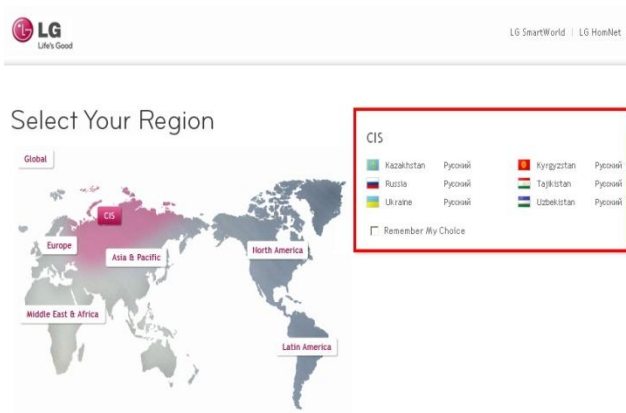 LG
Life's Good
LG SmartWorld | LG HomNet
Select Your Region
Global
CIS
Europe
Asia & Pacific
North America
Middle East & Africa
Latin America
CIS
Kazakhstan Русский Kyrgyzstan Русский
Russia Русский Tajikistan Русский
Ukraine Русский Uzbekistan Русский
Remember My Choice